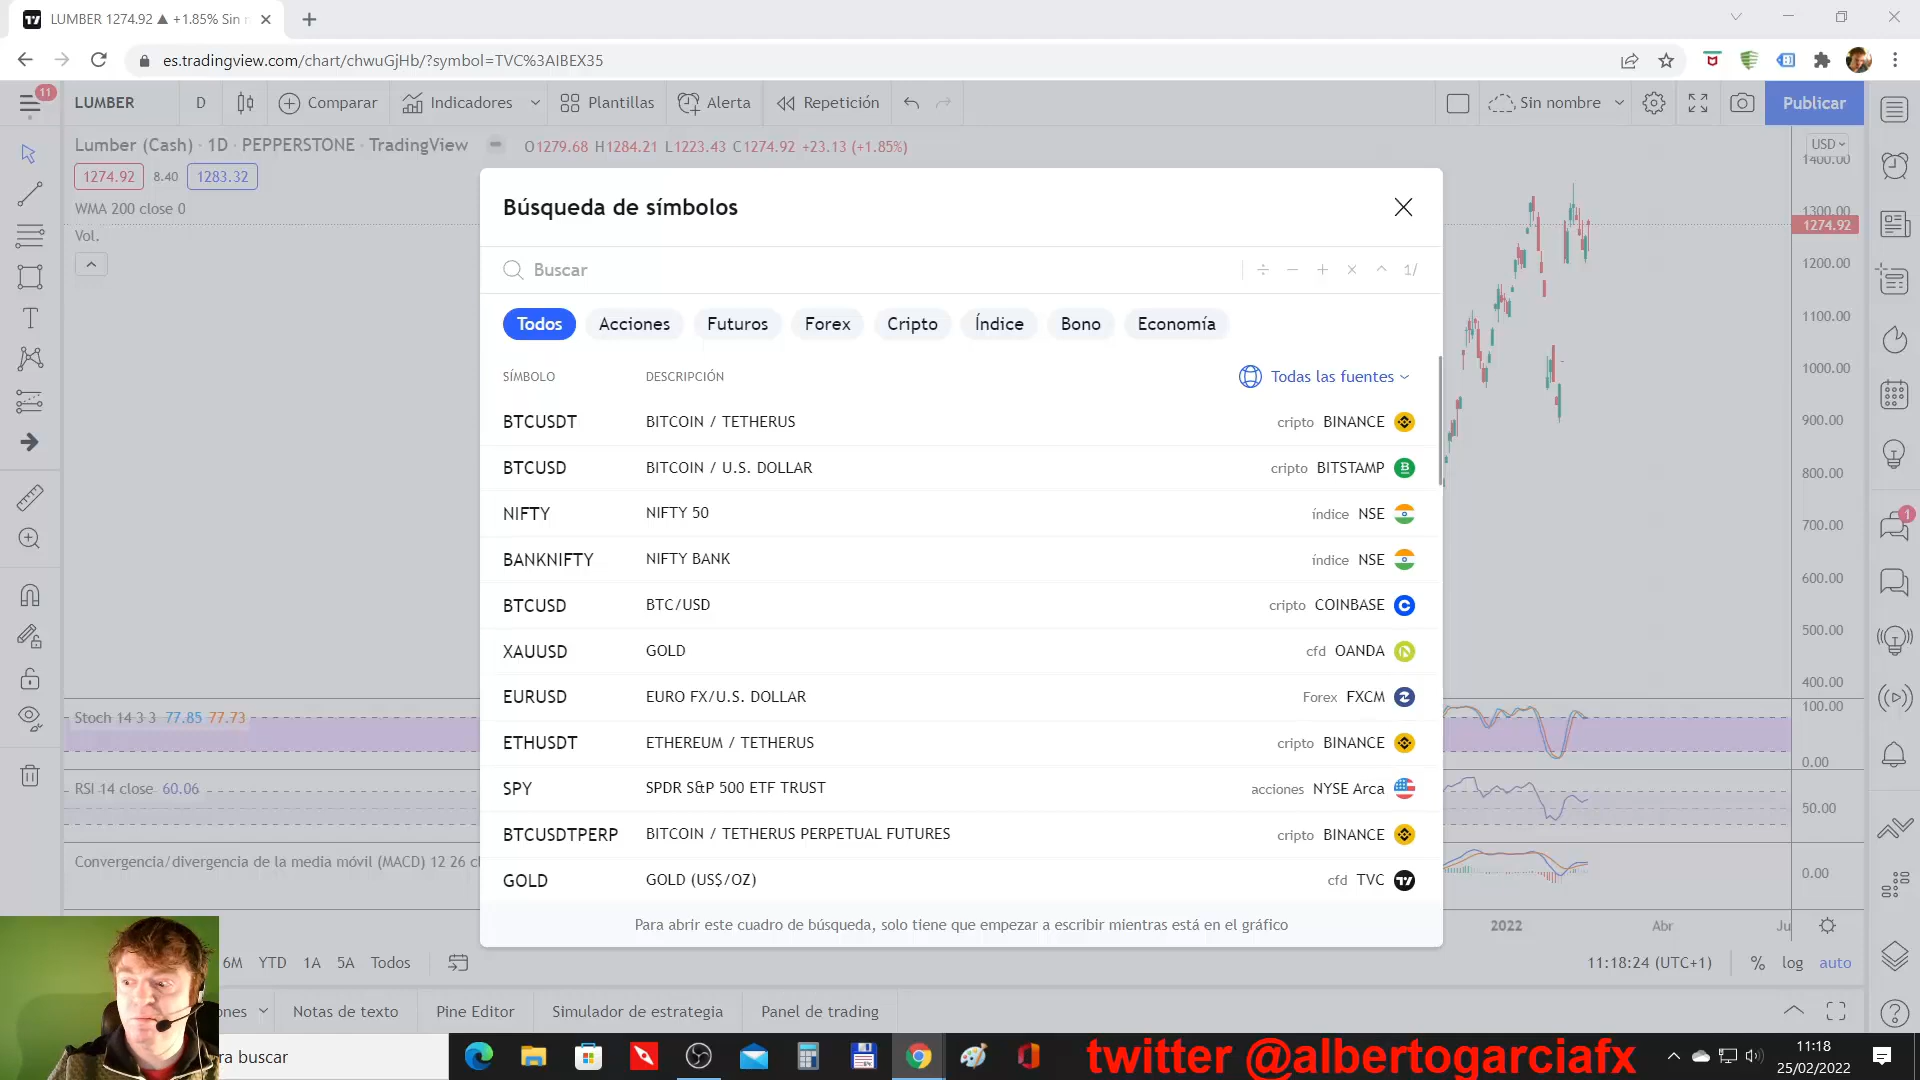 LUMBER 1274.92 ▲ +1.85% Sin n
es.tradingview.com/chart/chwuGjHb/?symbol=TVC%3AIBEX35
11
LUMBER
D
Comparar
Indicadores
Plantillas
Alerta
Repetición
Sin nombre
Publicar
Lumber (Cash) · 1D · PEPPERSTONE · TradingView
O1279.68 H1284.21 L1223.43 C1274.92 +23.13 (+1.85%)
USD
1274.92 8.40 1283.32
WMA 200 close 0
Vol.
Búsqueda de símbolos
Buscar
÷ − + × ^ 1/
Todos
Acciones
Futuros
Forex
Cripto
Índice
Bono
Economía
SÍMBOLO DESCRIPCIÓN Todas las fuentes
BTCUSDT BITCOIN / TETHERUS cripto BINANCE
BTCUSD BITCOIN / U.S. DOLLAR cripto BITSTAMP
NIFTY NIFTY 50 índice NSE
BANKNIFTY NIFTY BANK índice NSE
BTCUSD BTC/USD cripto COINBASE
XAUUSD GOLD cfd OANDA
EURUSD EURO FX/U.S. DOLLAR Forex FXCM
ETHUSDT ETHEREUM / TETHERUS cripto BINANCE
SPY SPDR S&P 500 ETF TRUST acciones NYSE Arca
BTCUSDTPERP BITCOIN / TETHERUS PERPETUAL FUTURES cripto BINANCE
GOLD GOLD (US$/OZ) cfd TVC
Para abrir este cuadro de búsqueda, solo tiene que empezar a escribir mientras está en el gráfico
1400.00
1300.00
1274.92
1200.00
1100.00
1000.00
900.00
800.00
700.00
600.00
500.00
400.00
100.00
0.00
50.00
0.00
1
Stoch 14 3 3 77.85 77.73
RSI 14 close 60.06
Convergencia/divergencia de la media móvil (MACD) 12 26 cl
2022
Abr
Ju
6M YTD 1A 5A Todos
11:18:24 (UTC+1)
% log auto
ones
Notas de texto
Pine Editor
Simulador de estrategia
Panel de trading
ra buscar
twitter @albertogarciafx
11:18
25/02/2022